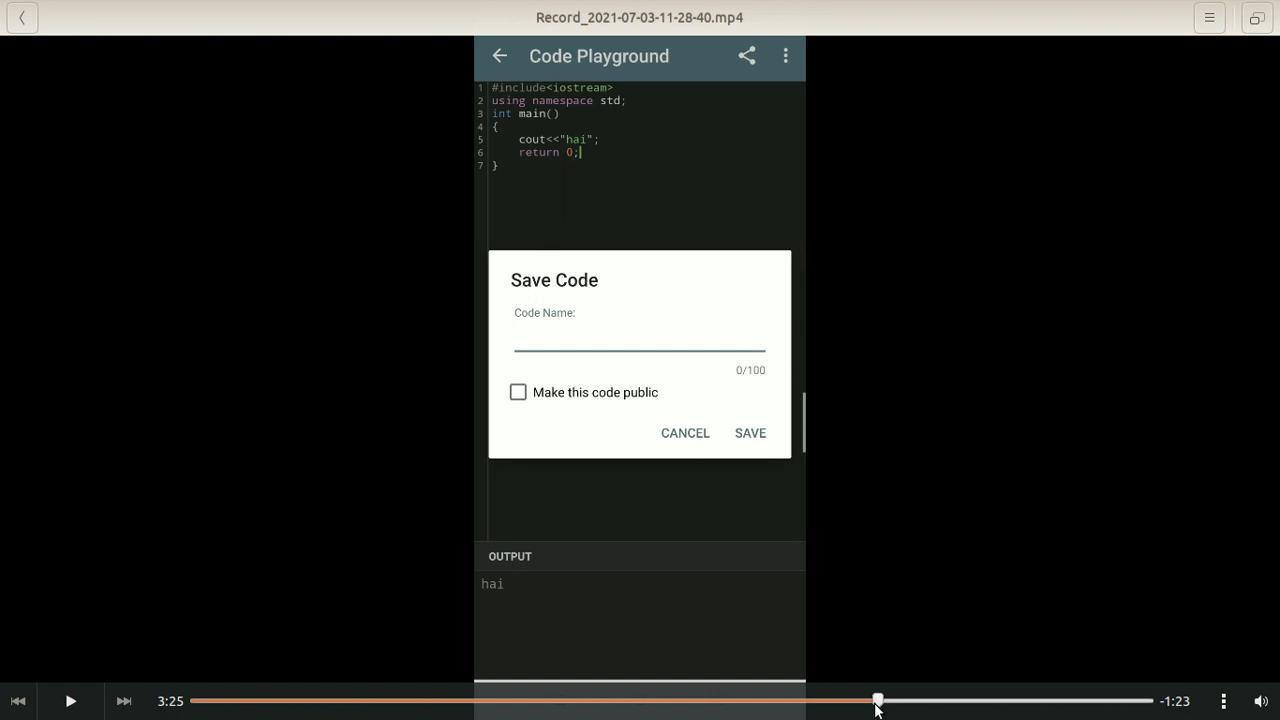 Record_2021-07-03-11-28-40.mp4
Code Playground
1 #include<iostream>
2 using namespace std;
3 int main()
4 {
5 cout<<"hai";
6 return 0;
7 }
Save Code
Code Name:
0/100
Make this code public
CANCEL SAVE
OUTPUT
hai
3:25 -1:23